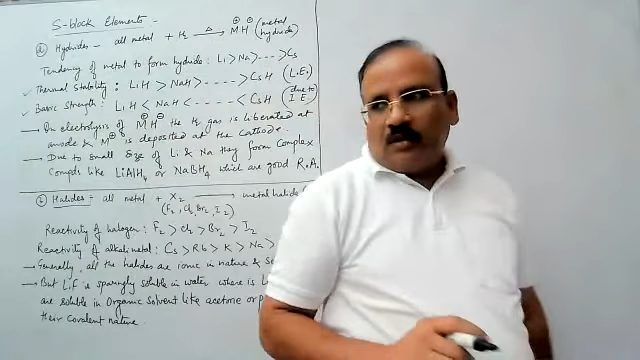 S-block Elements -
(1) Hydrides - all metal + H₂ —△→ M⊕H⊖ (metal hydride)
Tendency of metal to form hydride: Li > Na > ---- > Cs
✓ Thermal Stability: LiH > NaH > ----- > CsH (L.E.)
✓ Basic Strength: LiH < NaH < ------ < CsH (due to I.E.)
→ On electrolysis of M⊕H⊖ the H₂ gas is liberated at
anode & M⊕ is deposited at the Cathode.
→ Due to Small Size of Li & Na they form Complex
Compds like LiAlH₄ or NaBH₄ which are good R.A.
(2) Halides - all metal + X₂ → metal halide
(F₂, Cl₂, Br₂, I₂)
Reactivity of halogen: F₂ > Cl₂ > Br₂ > I₂
Reactivity of alkali metal: Cs > Rb > K > Na >
→ Generally, all the halides are ionic in nature &
→ But LiF is sparingly soluble in water where is
are soluble in Organic Solvent like acetone or
their covalent nature.